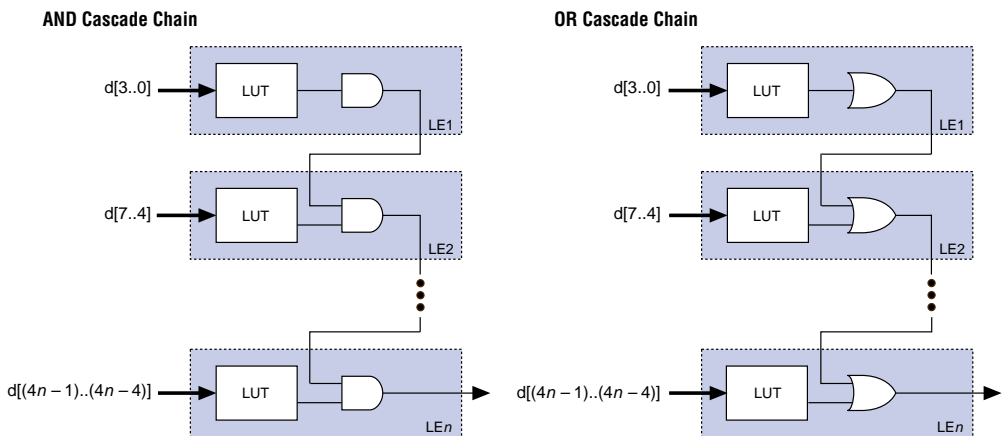 AND Cascade Chain
d[3..0]
LUT
LE1
d[7..4]
LUT
LE2
d[(4n – 1)..(4n – 4)]
LUT
LEn
OR Cascade Chain
d[3..0]
LUT
LE1
d[7..4]
LUT
LE2
d[(4n – 1)..(4n – 4)]
LUT
LEn